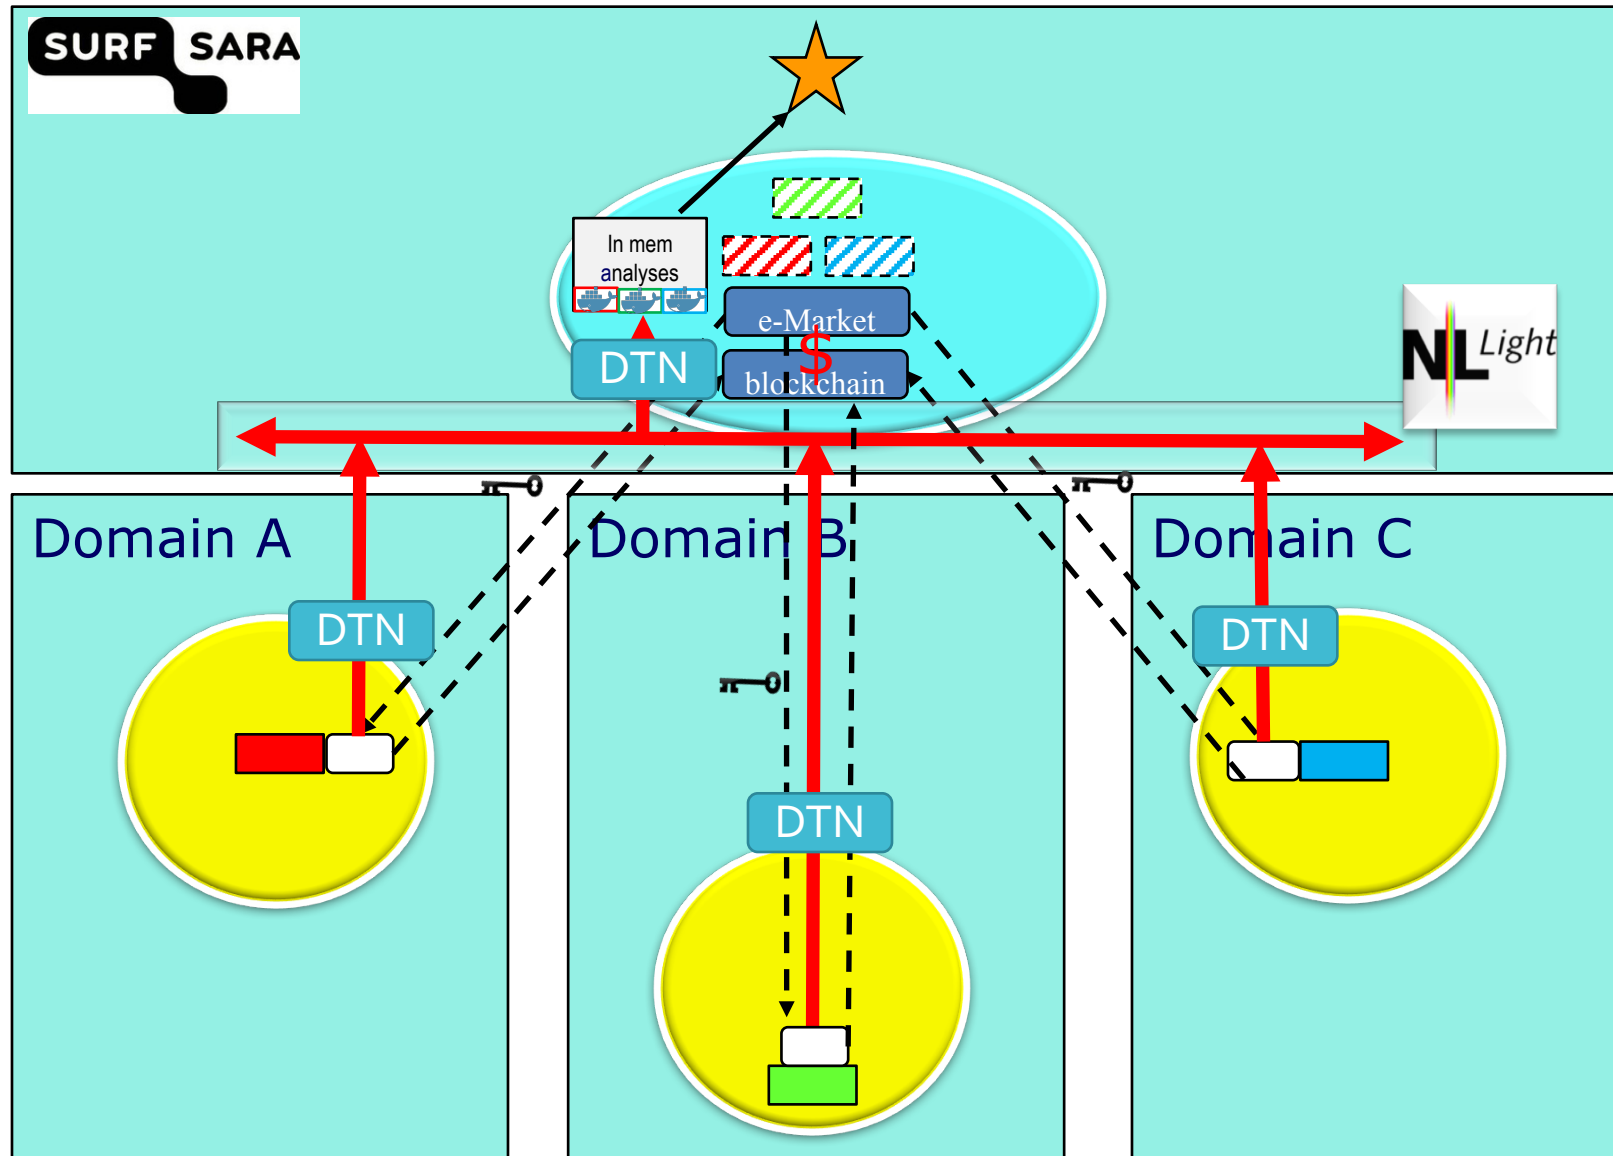 SURF SARA
In mem
analyses
e-Market
$
DTN
blockchain
NL Light
Domain A
Domain B
Domain C
DTN
DTN
DTN